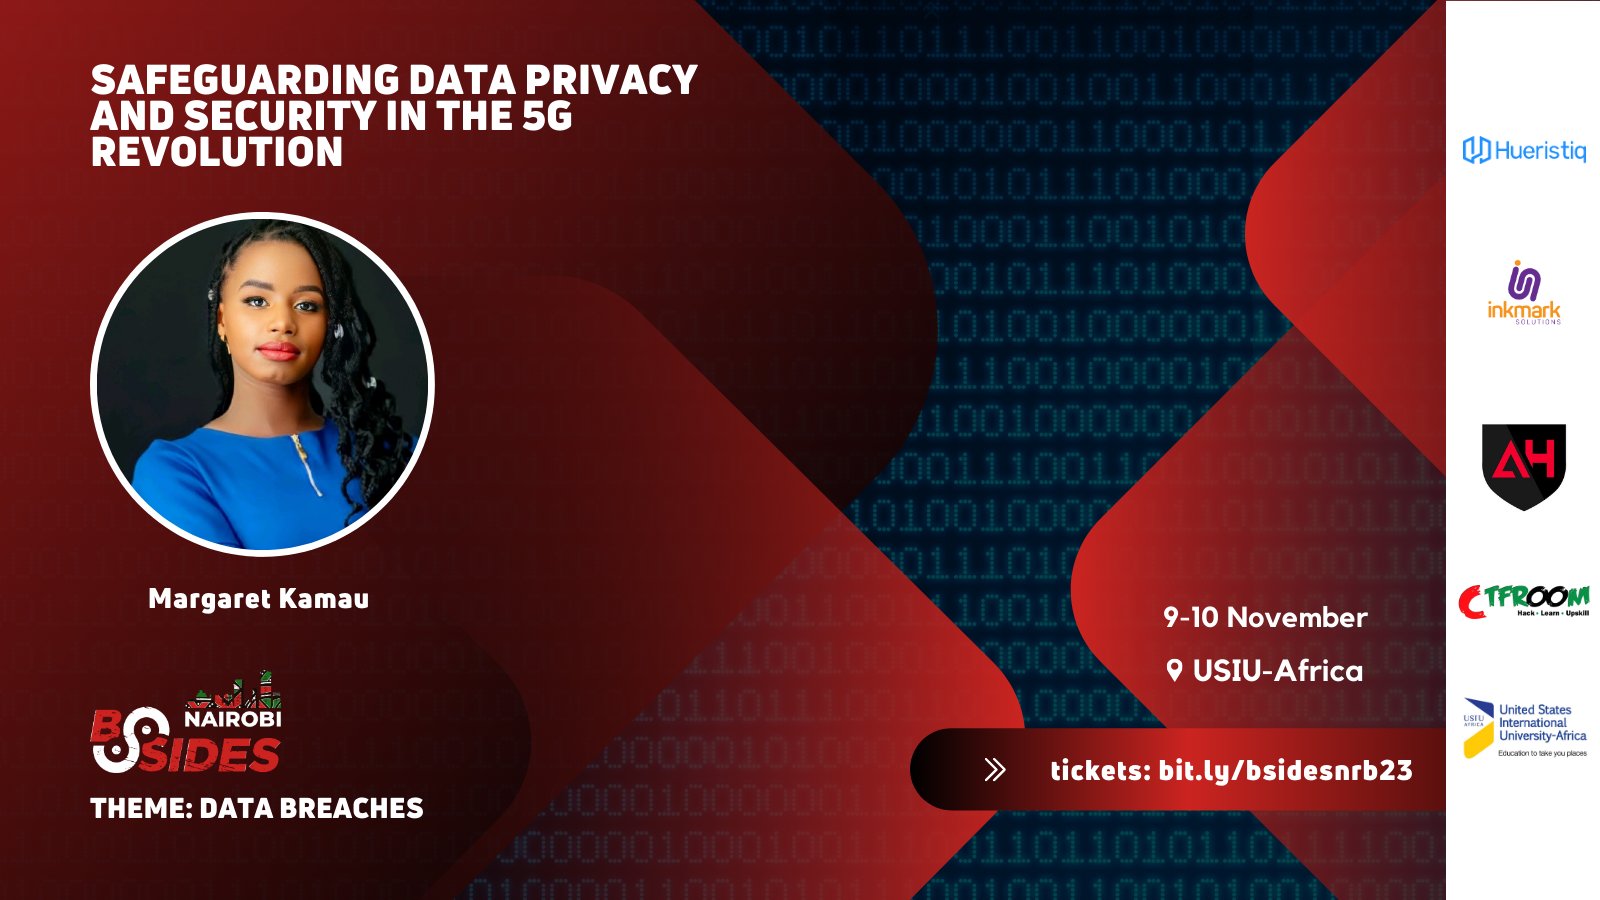 SAFEGUARDING DATA PRIVACY
AND SECURITY IN THE 5G
REVOLUTION
Margaret Kamau
NAIROBI
BSIDES
THEME: DATA BREACHES
9-10 November
USIU-Africa
tickets: bit.ly/bsidesnrb23
Hueristiq
inkmark
SOLUTIONS
AH
CTFROOM
Hack - Learn - Upskill
USIU
AFRICA
United States
International
University-Africa
Education to take you places